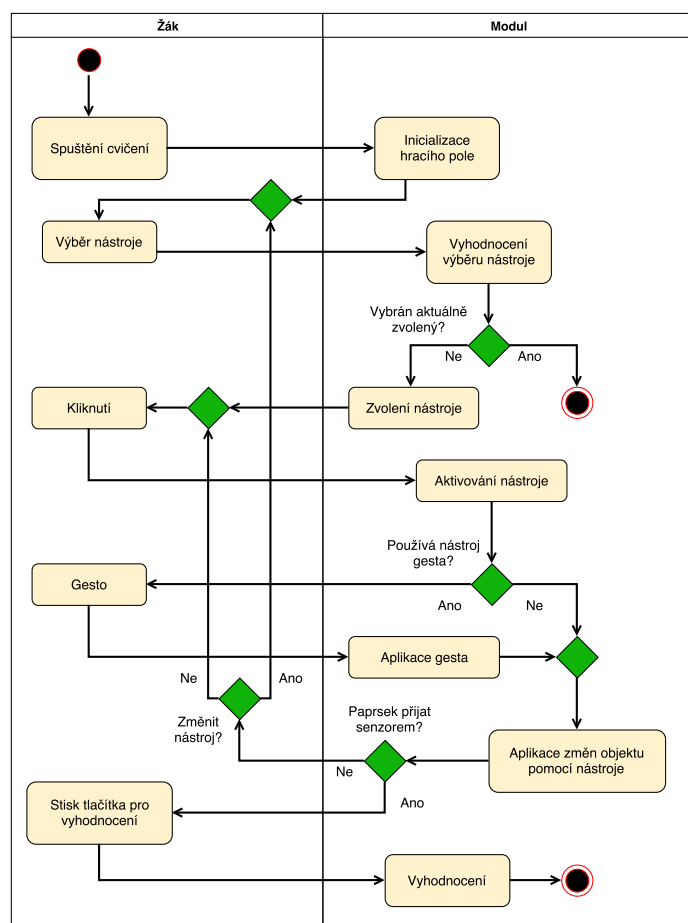 Žák
Modul
Spuštění cvičení
Inicializace
hracího pole
Výběr nástroje
Vyhodnocení
výběru nástroje
Vybrán aktuálně
zvolený?
Ne
Ano
Kliknutí
Zvolení nástroje
Aktivování nástroje
Používá nástroj
gesta?
Gesto
Ano
Ne
Aplikace gesta
Ne
Ano
Změnit
nástroj?
Paprsek přijat
senzorem?
Aplikace změn objektu
pomocí nástroje
Ne
Ano
Stisk tlačítka pro
vyhodnocení
Vyhodnocení